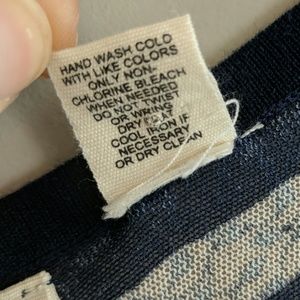 HAND WASH COLD
WITH LIKE COLORS
ONLY NON-
CHLORINE BLEACH
WHEN NEEDED
DO NOT TWIST
OR WRING
DRY
COOL IRON IF
NECESSARY
OR DRY CLEAN